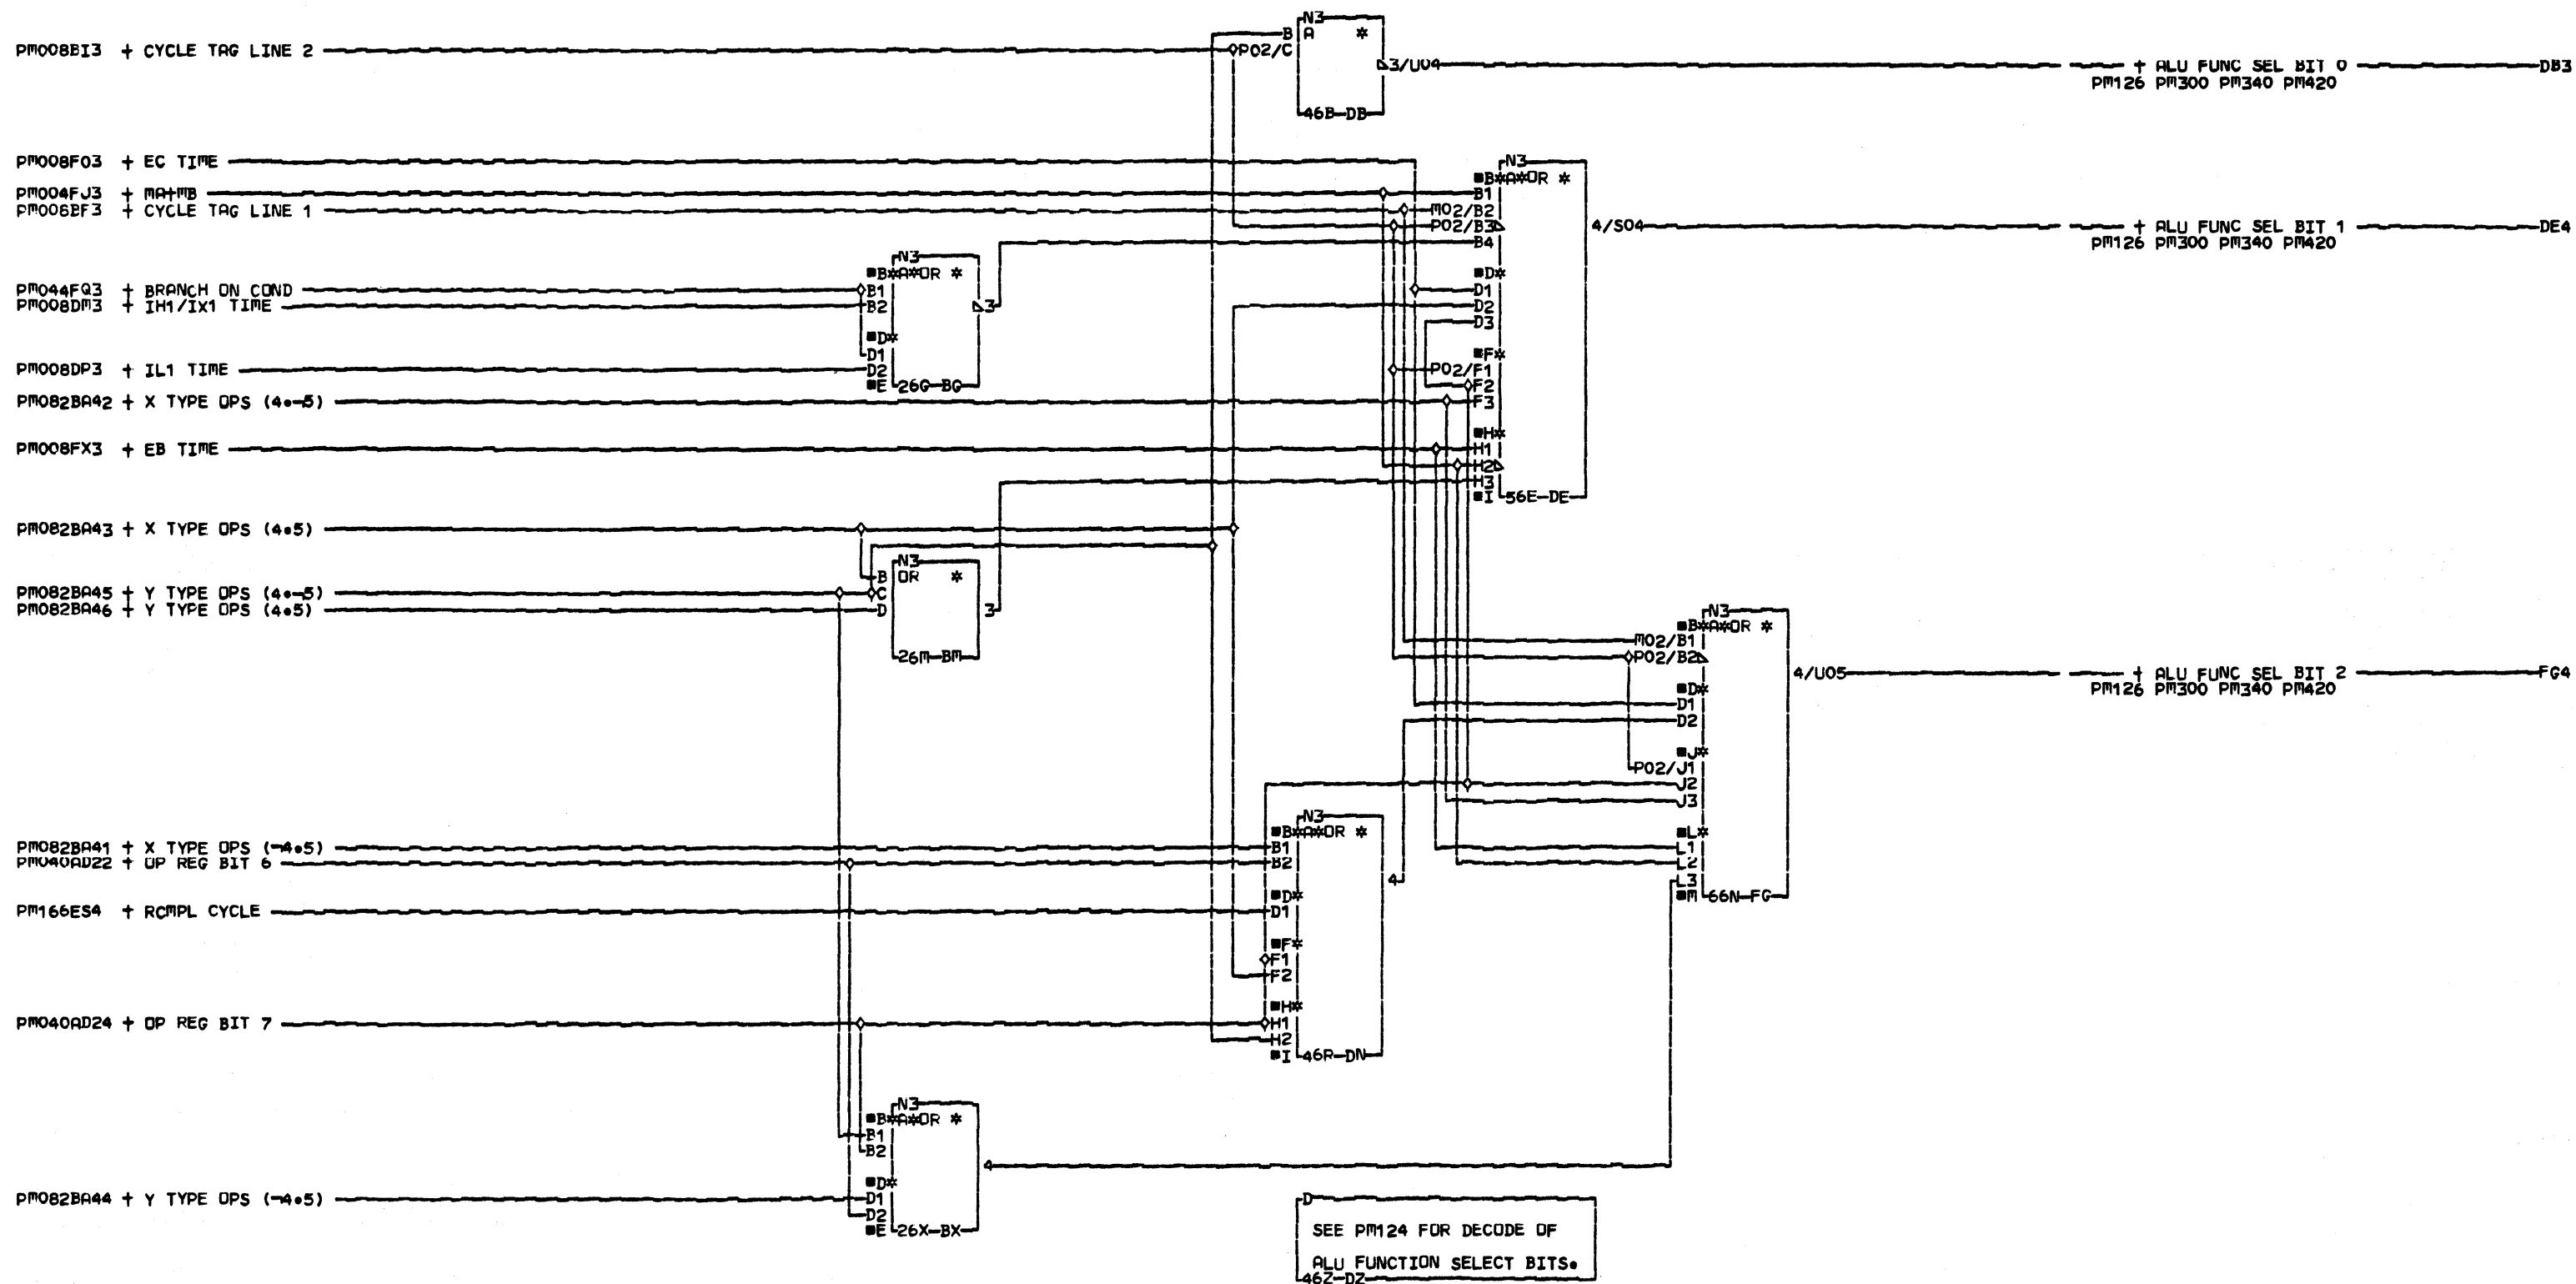 PM008BI3 + CYCLE TAG LINE 2
PM008FO3 + EC TIME
PM004FJ3 + MA+MB
PM008BF3 + CYCLE TAG LINE 1
PM044FQ3 + BRANCH ON COND
PM008DM3 + IH1/IX1 TIME
PM008DP3 + IL1 TIME
PM082BA42 + X TYPE OPS (4•¬5)
PM008FX3 + EB TIME
PM082BA43 + X TYPE OPS (4•5)
PM082BA45 + Y TYPE OPS (4•¬5)
PM082BA46 + Y TYPE OPS (4•5)
PM082BA41 + X TYPE OPS (¬4•5)
PM040AD22 + OP REG BIT 6
PM166ES4 + RCMPL CYCLE
PM040AD24 + OP REG BIT 7
PM082BA44 + Y TYPE OPS (¬4•5)
N3
B A *
P02/C
3/U04
46B-DB
N3
■B*A*OR *
B1
M02/B2
P02/B3
B4
■D*
D1
D2
D3
■F*
P02/F1
F2
F3
■H*
H1
H2
H3
■I 56E-DE
4/S04
N3
■B*A*OR *
B1
B2
3
■D*
D1
D2
■E 26G-BG
N3
B OR *
C
D
3
26M-BM
N3
■B*A*OR *
M02/B1
P02/B2
■D*
D1
D2
■J*
P02/J1
J2
J3
■L*
L1
L2
L3
■M 66N-FG
4/U05
N3
■B*A*OR *
B1
B2
4
■D*
D1
■F*
F1
F2
■H*
H1
H2
■I 46R-DN
N3
■B*A*OR *
B1
B2
4
■D*
D1
D2
■E 26X-BX
+ ALU FUNC SEL BIT 0 DB3
PM126 PM300 PM340 PM420
+ ALU FUNC SEL BIT 1 DE4
PM126 PM300 PM340 PM420
+ ALU FUNC SEL BIT 2 FG4
PM126 PM300 PM340 PM420
D
SEE PM124 FOR DECODE OF
ALU FUNCTION SELECT BITS.
46Z-DZ